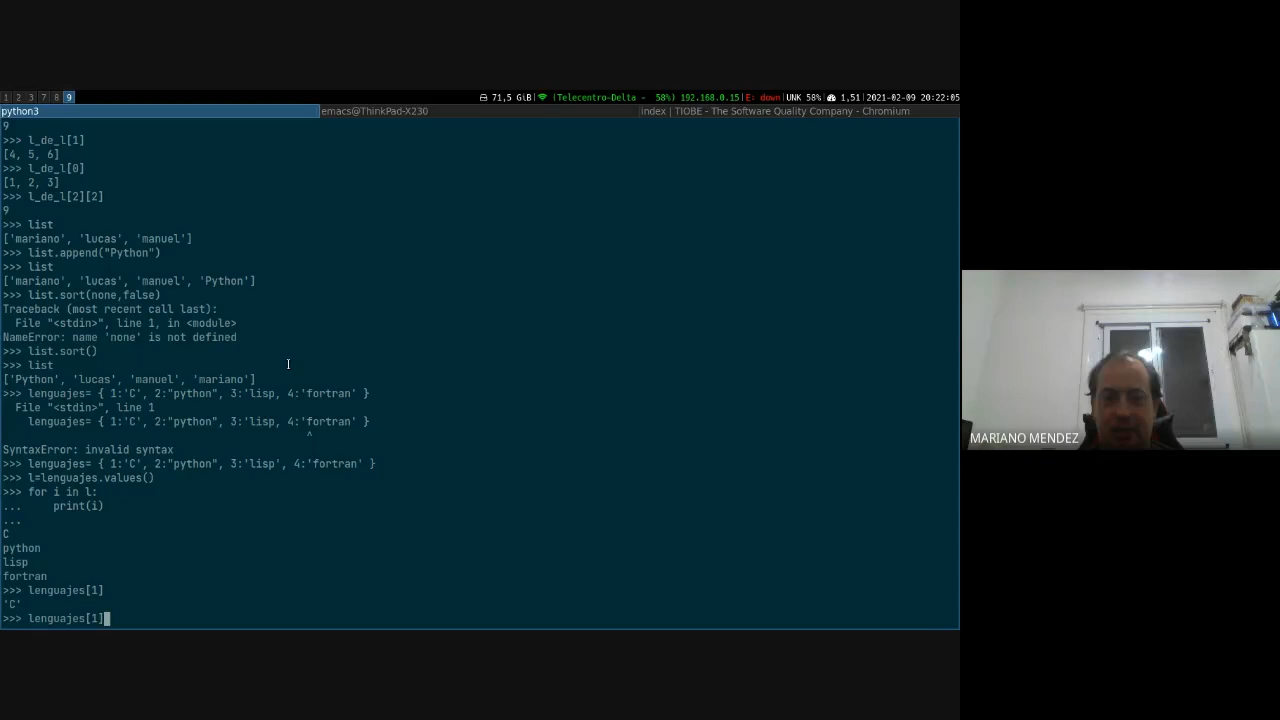 1 2 3 7 8 9
71,5 GiB| |(Telecentro-Delta - 58%) 192.168.0.15|E: down|UNK 58%| 1,51|2021-02-09 20:22:05
python3
emacs@ThinkPad-X230
index | TIOBE - The Software Quality Company - Chromium
9
>>> l_de_l[1]
[4, 5, 6]
>>> l_de_l[0]
[1, 2, 3]
>>> l_de_l[2][2]
9
>>> list
['mariano', 'lucas', 'manuel']
>>> list.append("Python")
>>> list
['mariano', 'lucas', 'manuel', 'Python']
>>> list.sort(none,false)
Traceback (most recent call last):
  File "<stdin>", line 1, in <module>
NameError: name 'none' is not defined
>>> list.sort()
>>> list
['Python', 'lucas', 'manuel', 'mariano']
>>> lenguajes= { 1:'C', 2:"python", 3:'lisp, 4:'fortran' }
  File "<stdin>", line 1
    lenguajes= { 1:'C', 2:"python", 3:'lisp, 4:'fortran' }
                                                 ^
SyntaxError: invalid syntax
>>> lenguajes= { 1:'C', 2:"python", 3:'lisp', 4:'fortran' }
>>> l=lenguajes.values()
>>> for i in l:
...     print(i)
...
C
python
lisp
fortran
>>> lenguajes[1]
'C'
>>> lenguajes[1]
MARIANO MENDEZ